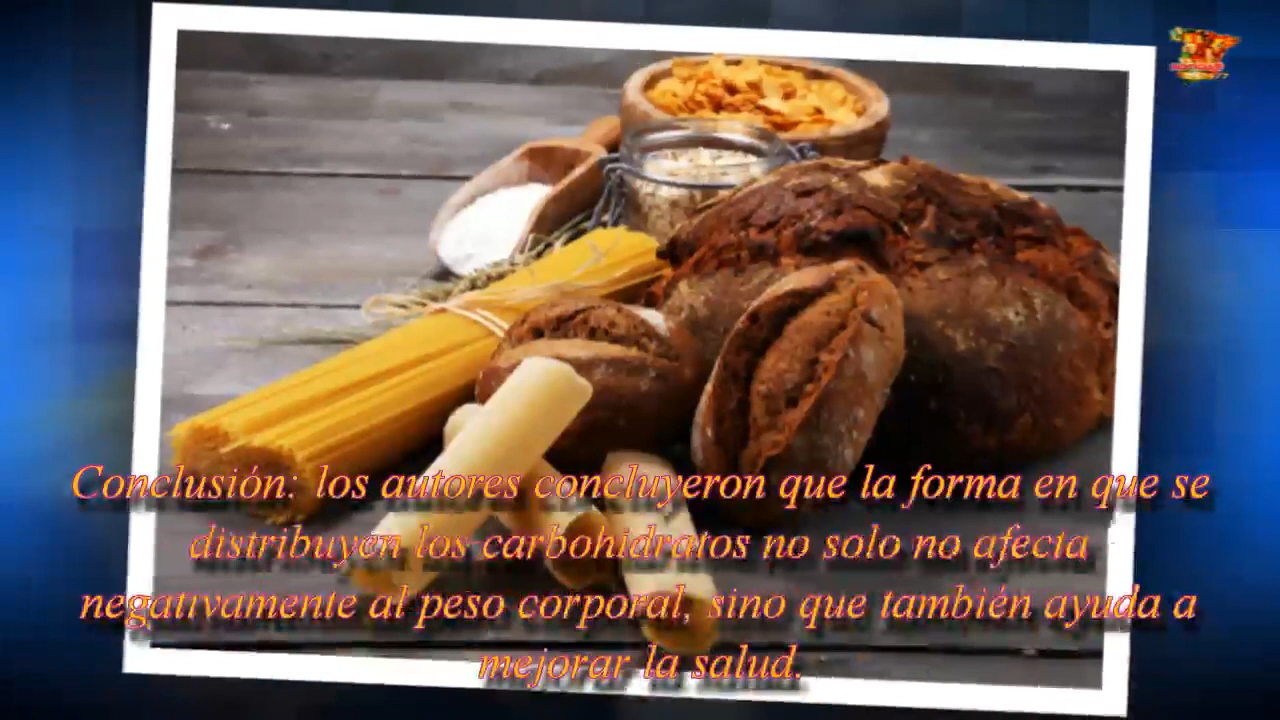 Conclusión: los autores concluyeron que la forma en que se
distribuyen los carbohidratos no solo no afecta
negativamente al peso corporal, sino que también ayuda a
mejorar la salud.